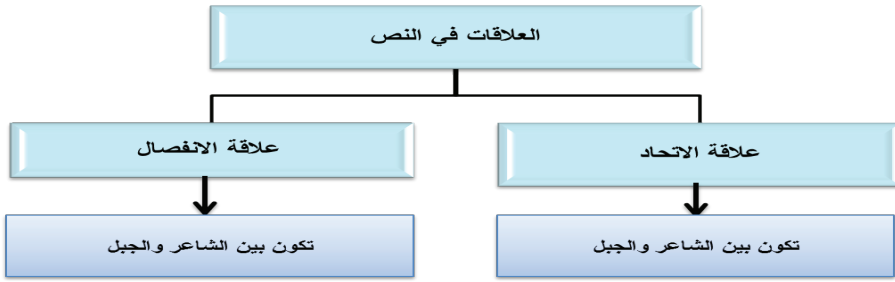 العلاقات في النص
علاقة الاتحاد
علاقة الانفصال
تكون بين الشاعر والجبل
تكون بين الشاعر والجبل